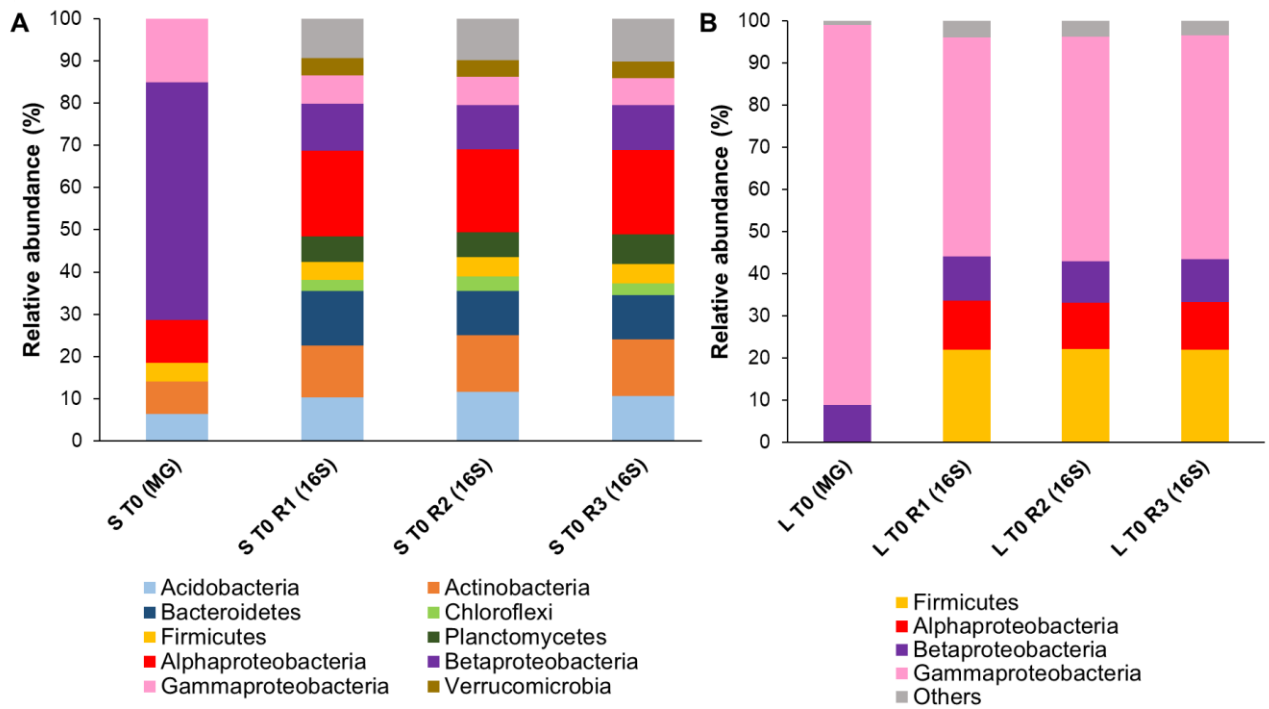 A
Relative abundance (%)
100
90
80
70
60
50
40
30
20
10
0
S T0 (MG)
S T0 R1 (16S)
S T0 R2 (16S)
S T0 R3 (16S)
Acidobacteria
Actinobacteria
Bacteroidetes
Chloroflexi
Firmicutes
Planctomycetes
Alphaproteobacteria
Betaproteobacteria
Gammaproteobacteria
Verrucomicrobia
B
Relative abundance (%)
100
90
80
70
60
50
40
30
20
10
0
L T0 (MG)
L T0 R1 (16S)
L T0 R2 (16S)
L T0 R3 (16S)
Firmicutes
Alphaproteobacteria
Betaproteobacteria
Gammaproteobacteria
Others